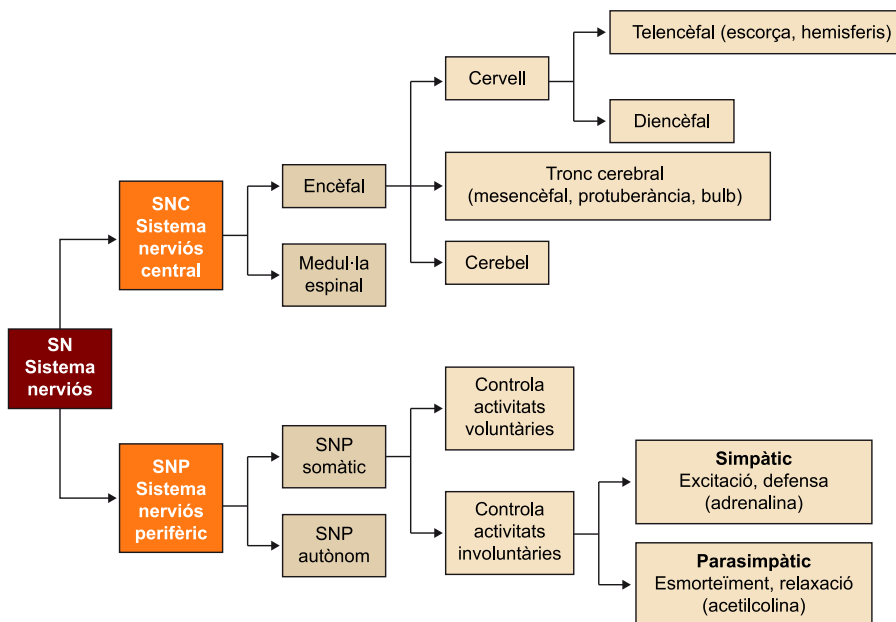 SN
Sistema
nerviós
SNC
Sistema
nerviós
central
Encèfal
Medul·la
espinal
Cervell
Telencèfal (escorça, hemisferis)
Diencèfal
Tronc cerebral
(mesencèfal, protuberància, bulb)
Cerebel
SNP
Sistema
nerviós
perifèric
SNP
somàtic
SNP
autònom
Controla
activitats
voluntàries
Controla
activitats
involuntàries
Simpàtic
Excitació, defensa
(adrenalina)
Parasimpàtic
Esmorteïment, relaxació
(acetilcolina)